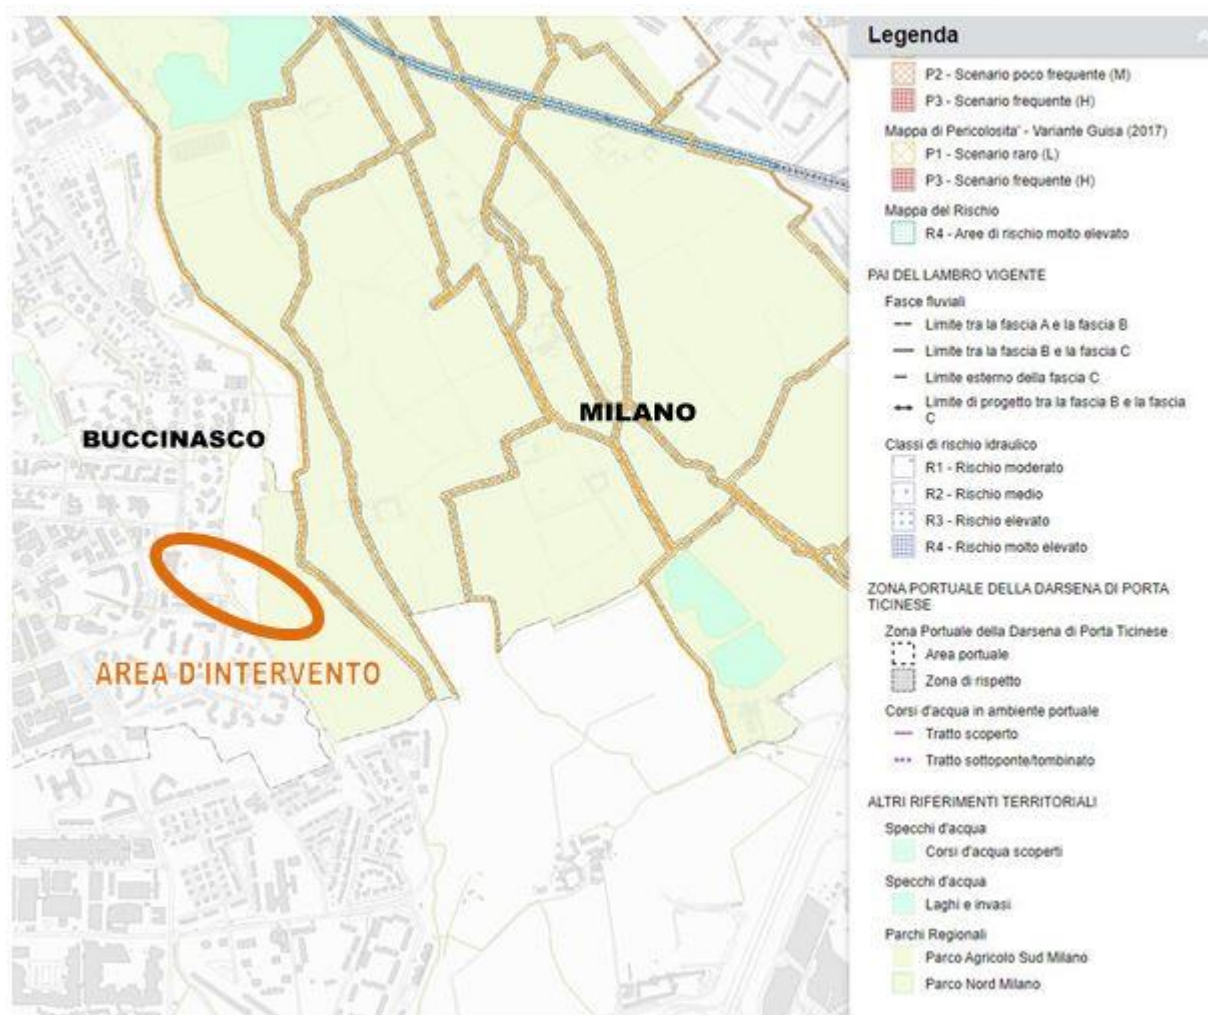 BUCCINASCO
MILANO
AREA D'INTERVENTO
Legenda
P2 - Scenario poco frequente (M)
P3 - Scenario frequente (H)
Mappa di Pericolosita' - Variante Guisa (2017)
P1 - Scenario raro (L)
P3 - Scenario frequente (H)
Mappa del Rischio
R4 - Aree di rischio molto elevato
PAI DEL LAMBRO VIGENTE
Fasce fluviali
Limite tra la fascia A e la fascia B
Limite tra la fascia B e la fascia C
Limite esterno della fascia C
Limite di progetto tra la fascia B e la fascia
C
Classi di rischio idraulico
R1 - Rischio moderato
R2 - Rischio medio
R3 - Rischio elevato
R4 - Rischio molto elevato
ZONA PORTUALE DELLA DARSENA DI PORTA
TICINESE
Zona Portuale della Darsena di Porta Ticinese
Area portuale
Zona di rispetto
Corsi d'acqua in ambiente portuale
Tratto scoperto
Tratto sottoponte/tombinato
ALTRI RIFERIMENTI TERRITORIALI
Specchi d'acqua
Corsi d'acqua scoperti
Specchi d'acqua
Laghi e invasi
Parchi Regionali
Parco Agricolo Sud Milano
Parco Nord Milano